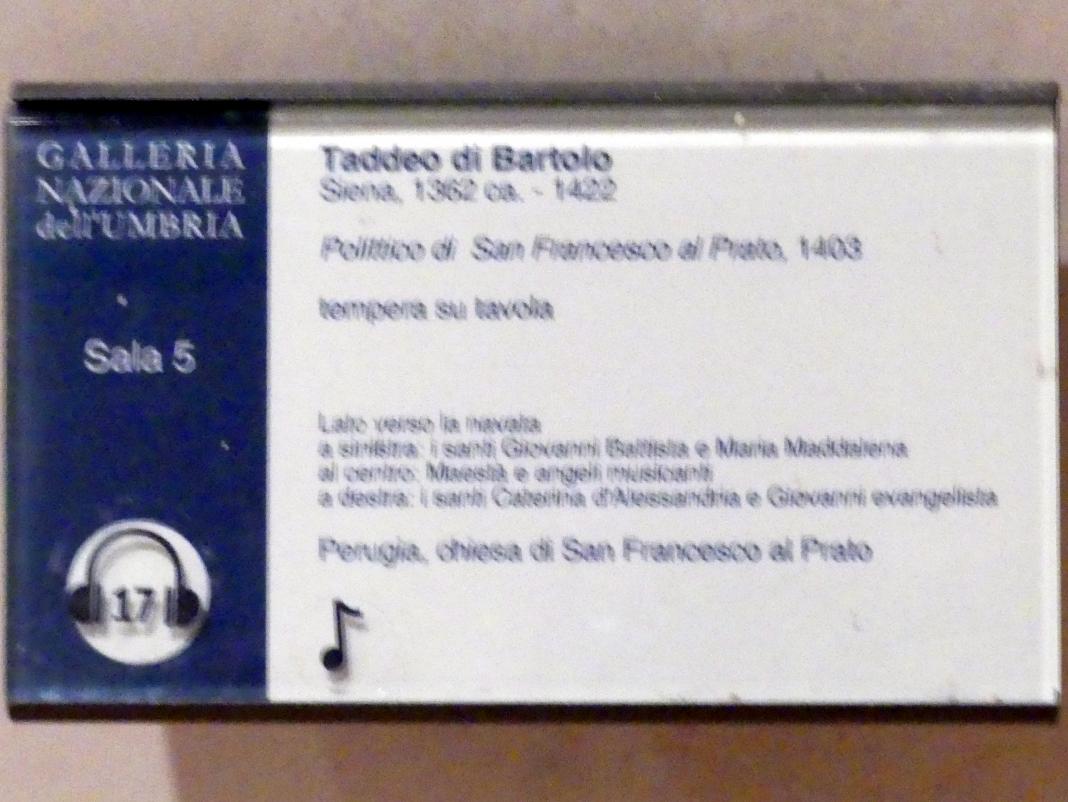 GALLERIA
NAZIONALE
dell'UMBRIA
Sala 5
17
Taddeo di Bartolo
Siena, 1362 ca. - 1422
Polittico di San Francesco al Prato, 1403
tempera su tavola
Lato verso la navata
a sinistra: i santi Giovanni Battista e Maria Maddalena
al centro: Maestà e angeli musicanti
a destra: i santi Caterina d'Alessandria e Giovanni evangelista
Perugia, chiesa di San Francesco al Prato